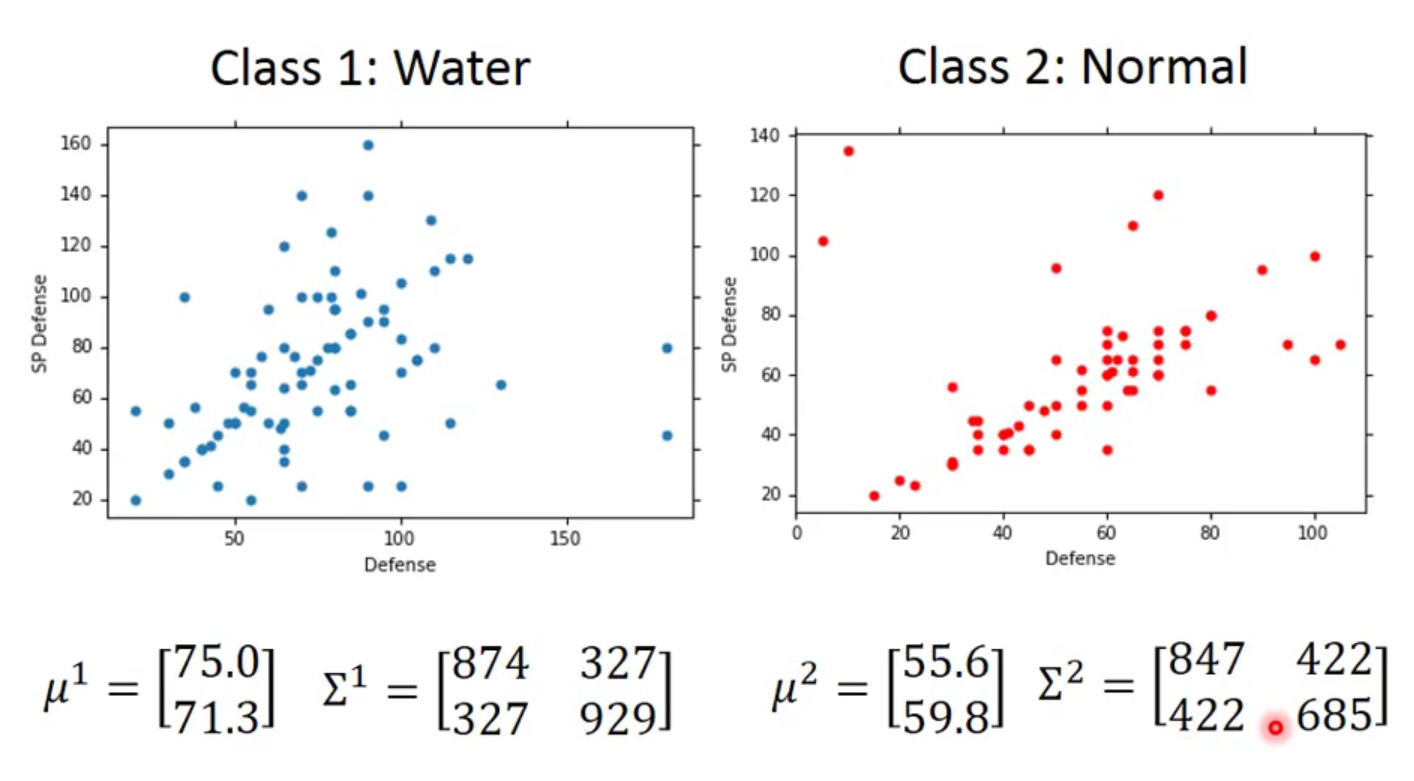 Class 1: Water
160
140
120
100
80
60
40
20
SP Defense
50 100 150
Defense
μ¹ = [75.0
71.3]
Σ¹ = [874 327
327 929]
Class 2: Normal
140
120
100
80
60
40
20
SP Defense
0 20 40 60 80 100
Defense
μ² = [55.6
59.8]
Σ² = [847 422
422 685]